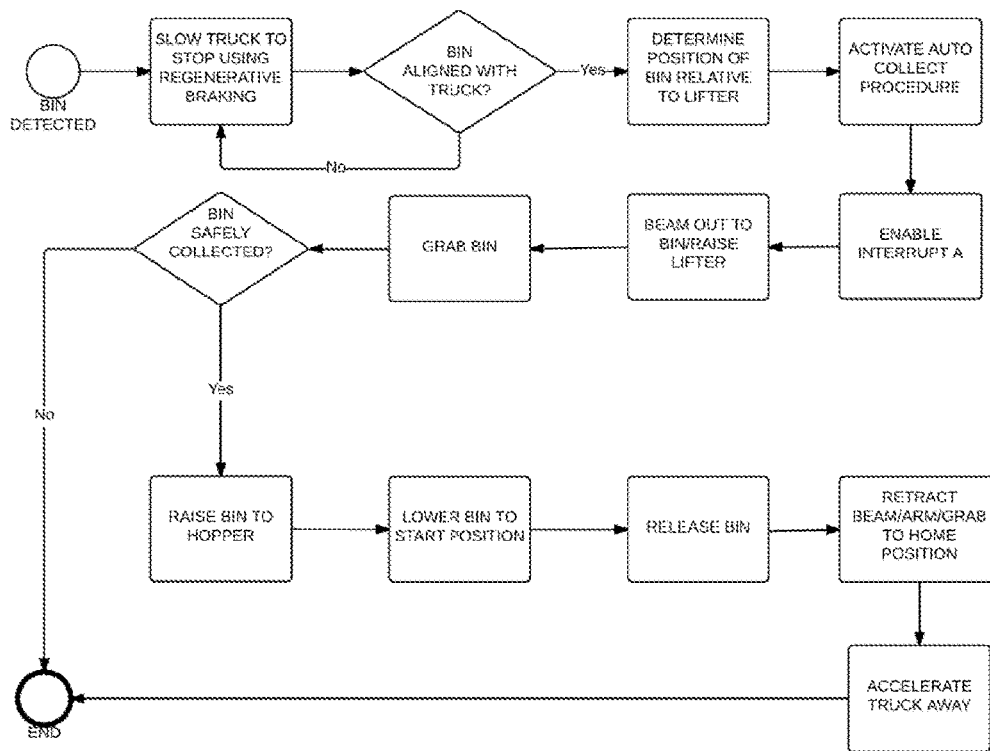 BIN
DETECTED
SLOW TRUCK TO
STOP USING
REGENERATIVE
BRAKING
BIN
ALIGNED WITH
TRUCK?
Yes
DETERMINE
POSITION OF
BIN RELATIVE
TO LIFTER
ACTIVATE AUTO
COLLECT
PROCEDURE
No
BIN
SAFELY
COLLECTED?
GRAB BIN
BEAM OUT TO
BIN/RAISE
LIFTER
ENABLE
INTERRUPT A
Yes
No
RAISE BIN TO
HOPPER
LOWER BIN TO
START POSITION
RELEASE BIN
RETRACT
BEAM/ARM/GRAB
TO HOME
POSITION
ACCELERATE
TRUCK AWAY
END